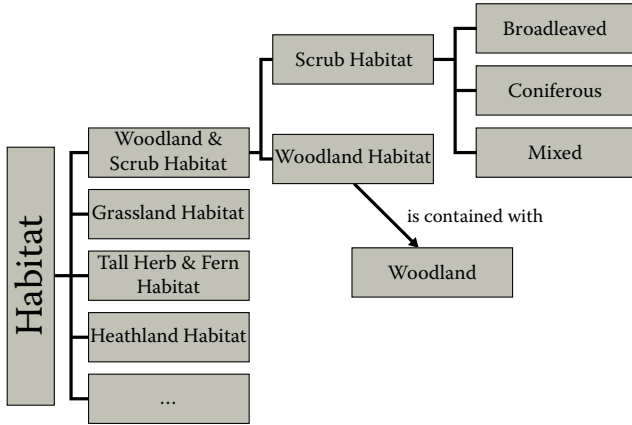 Habitat
Woodland &
Scrub Habitat
Grassland Habitat
Tall Herb & Fern
Habitat
Heathland Habitat
...
Scrub Habitat
Woodland Habitat
Broadleaved
Coniferous
Mixed
is contained with
Woodland